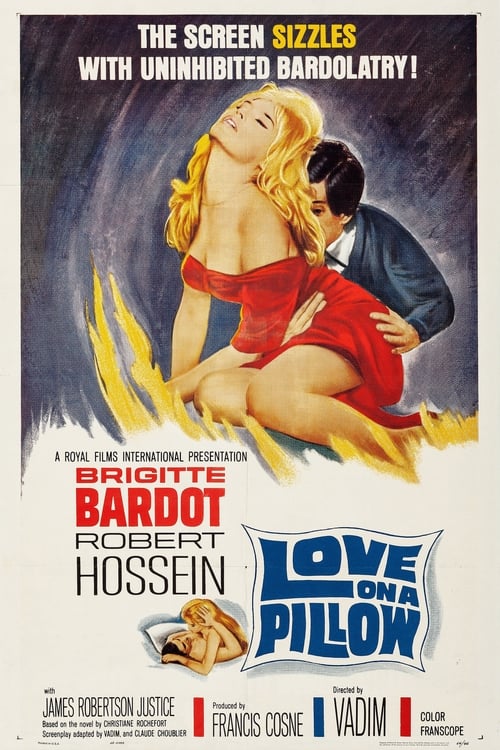 THE SCREEN SIZZLES
WITH UNINHIBITED BARDOLATRY!
A ROYAL FILMS INTERNATIONAL PRESENTATION
BRIGITTE
BARDOT
ROBERT
HOSSEIN
LOVE
ON A
PILLOW
with
JAMES ROBERTSON JUSTICE
Based on the novel by CHRISTIANE ROCHEFORT
Screenplay adapted by VADIM, and CLAUDE CHOUBLIER
Produced by
FRANCIS COSNE
Directed by
VADIM
COLOR
FRANSCOPE